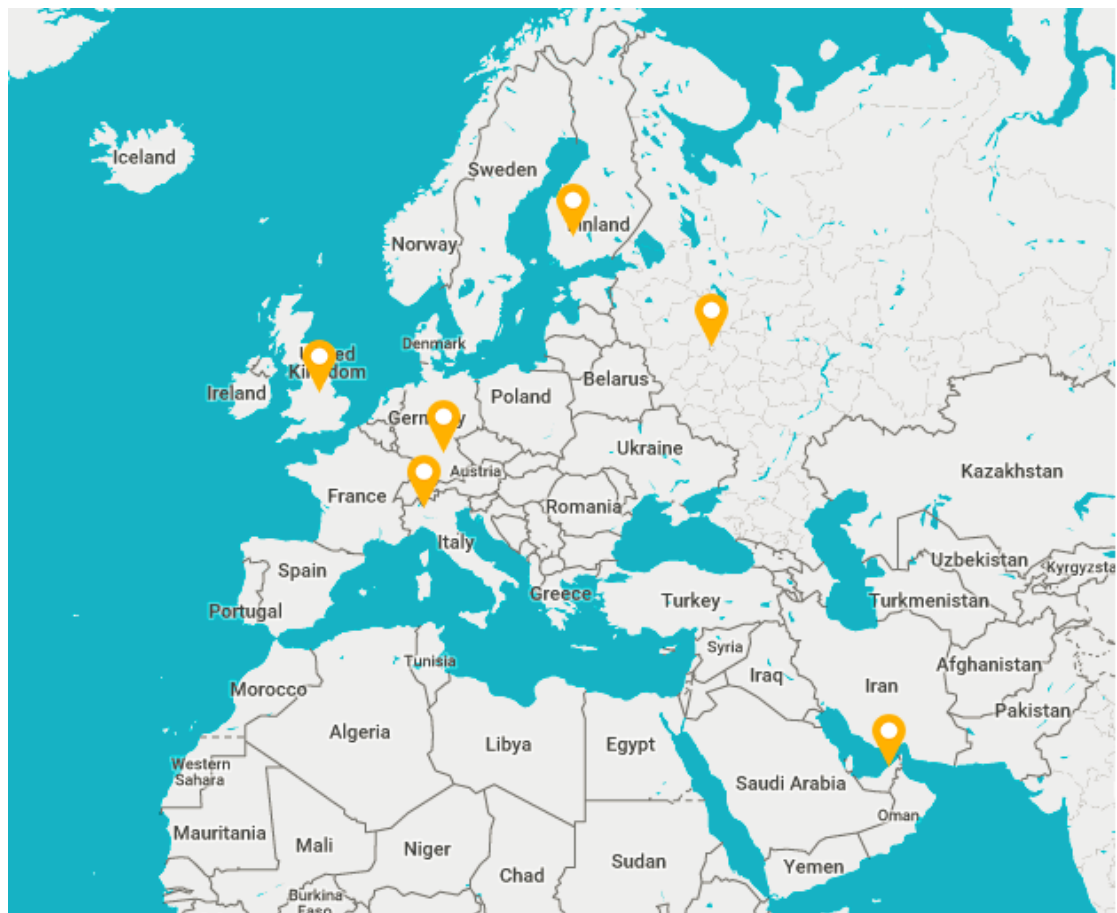 Iceland
Sweden
Norway
Denmark
Ireland
Belarus
Poland
Ukraine
Austria
Kazakhstan
France
Romania
Italy
Uzbekistan
Spain
Kyrgyzsta
Greece
Turkey
Turkmenistan
Portugal
Syria
Tunisia
Afghanistan
Iraq
Iran
Morocco
Pakistan
Algeria
Libya
Egypt
Western
Sahara
Saudi Arabia
Oman
Mauritania
Mali
Niger
Sudan
Yemen
Chad
Burkina
Faso